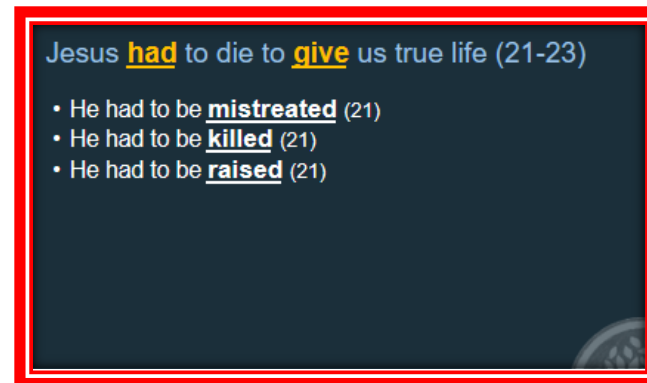 Jesus had to die to give us true life (21-23)
• He had to be mistreated (21)
• He had to be killed (21)
• He had to be raised (21)